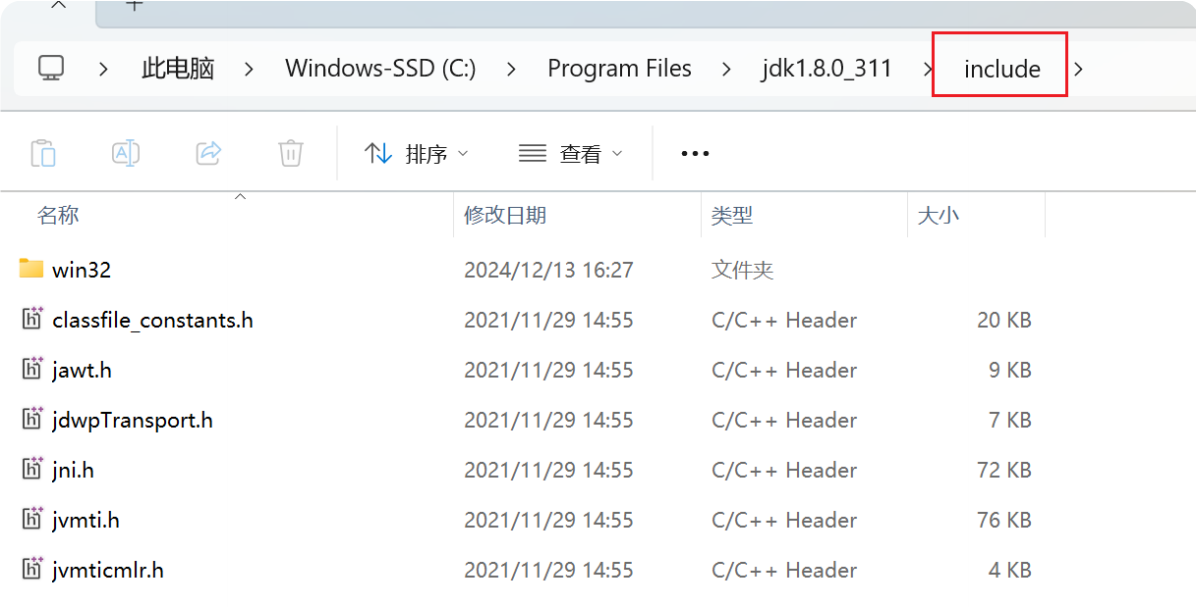 此电脑 > Windows-SSD (C:) > Program Files > jdk1.8.0_311 > include >
排序 查看
名称 修改日期 类型 大小
win32 2024/12/13 16:27 文件夹
classfile_constants.h 2021/11/29 14:55 C/C++ Header 20 KB
jawt.h 2021/11/29 14:55 C/C++ Header 9 KB
jdwpTransport.h 2021/11/29 14:55 C/C++ Header 7 KB
jni.h 2021/11/29 14:55 C/C++ Header 72 KB
jvmti.h 2021/11/29 14:55 C/C++ Header 76 KB
jvmticmlr.h 2021/11/29 14:55 C/C++ Header 4 KB